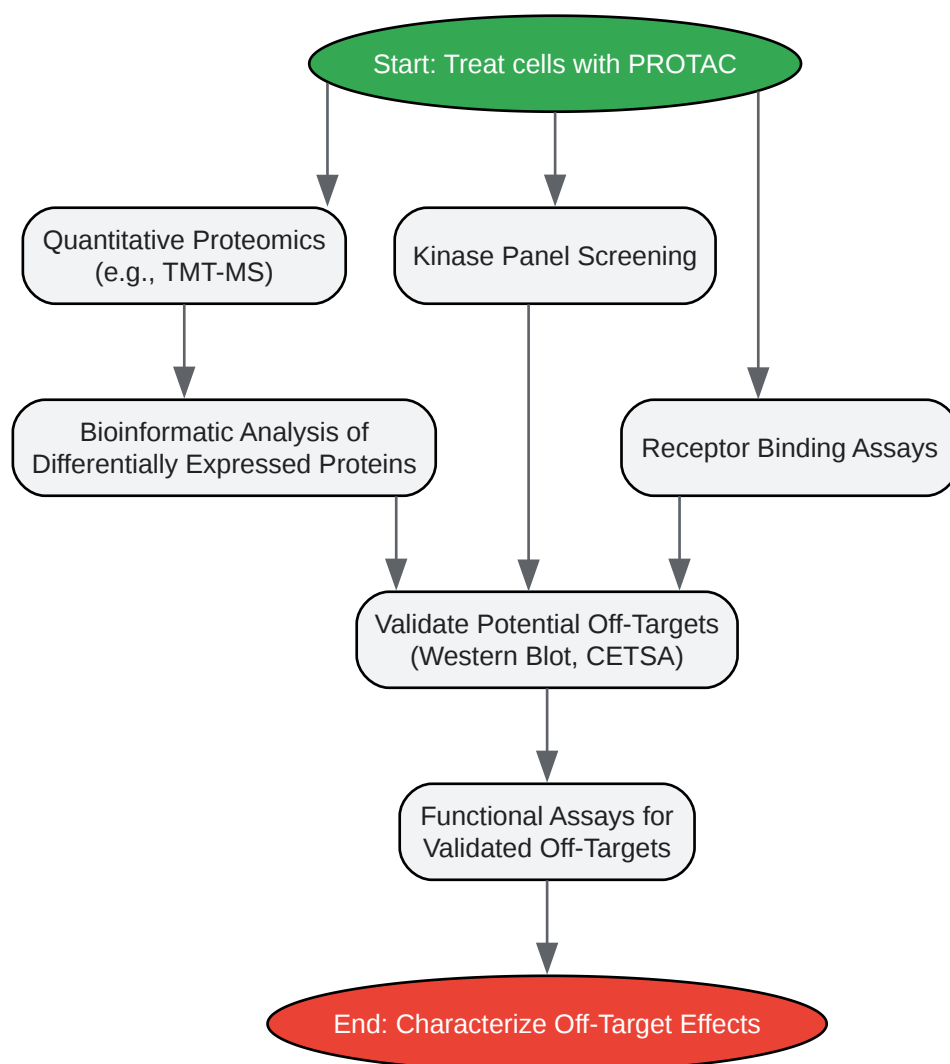 Start: Treat cells with PROTAC
Quantitative Proteomics
(e.g., TMT-MS)
Kinase Panel Screening
Bioinformatic Analysis of
Differentially Expressed Proteins
Receptor Binding Assays
Validate Potential Off-Targets
(Western Blot, CETSA)
Functional Assays for
Validated Off-Targets
End: Characterize Off-Target Effects